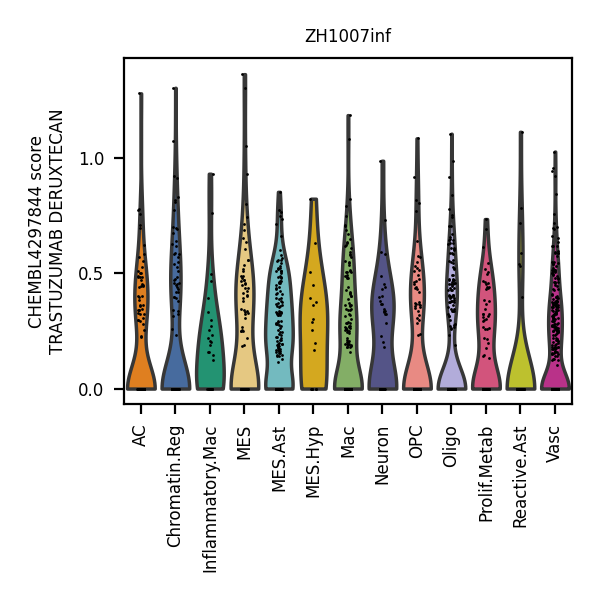 ZH1007inf
CHEMBL4297844 score
TRASTUZUMAB DERUXTECAN
1.0
0.5
0.0
AC
Chromatin.Reg
Inflammatory.Mac
MES
MES.Ast
MES.Hyp
Mac
Neuron
OPC
Oligo
Prolif.Metab
Reactive.Ast
Vasc